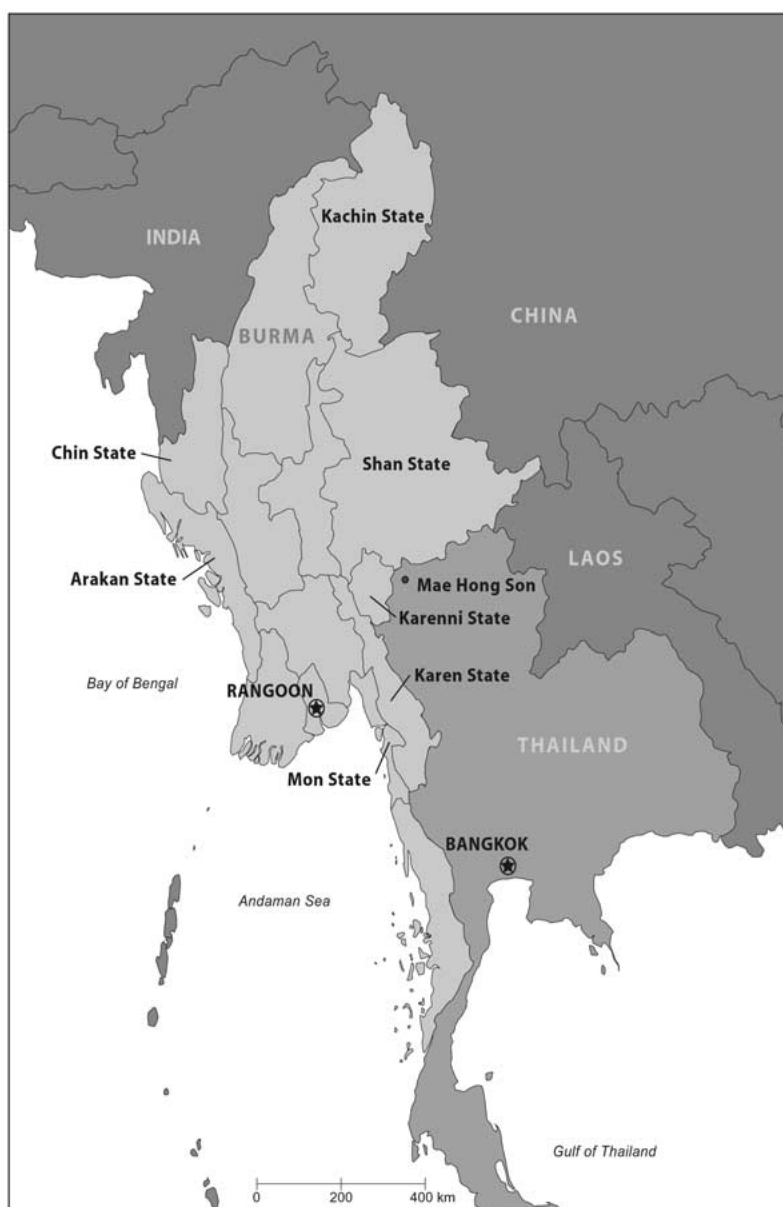 Kachin State
INDIA
CHINA
BURMA
Chin State
Shan State
LAOS
Arakan State
Mae Hong Son
Karenni State
Karen State
Bay of Bengal
RANGOON
THAILAND
Mon State
BANGKOK
Andaman Sea
Gulf of Thailand
0 200 400 km